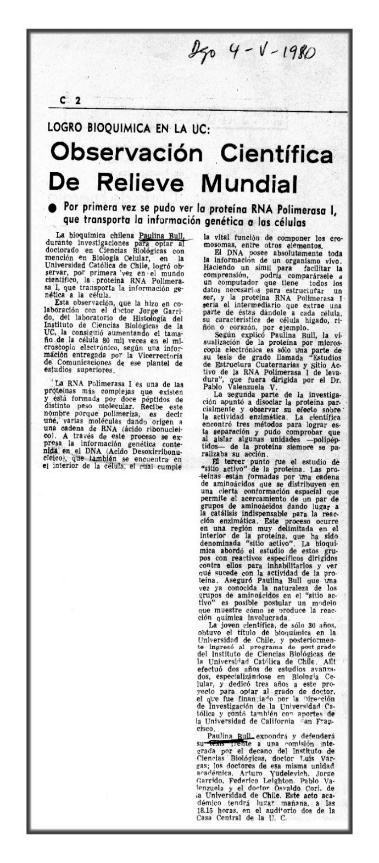 Dgo 4-V-1980
C 2
LOGRO BIOQUIMICA EN LA UC:
Observación Científica
De Relieve Mundial
● Por primera vez se pudo ver la proteína RNA Polimerasa I,
que transporta la información genética a las células
La bioquímica chilena Paulina Bull,
durante investigaciones para optar al
doctorado en Ciencias Biológicas con
mención en Biología Celular, en la
Universidad Católica de Chile, logró ob-
servar, por primera vez en el mundo
científico, la proteína RNA Polimera-
sa I, que transporta la información ge-
nética a la célula.
Esta observación, que la hizo en co-
laboración con el doctor Jorge Garri-
do, del laboratorio de Histología del
Instituto de Ciencias Biológicas de la
UC, la consiguió aumentando el tama-
ño de la célula 80 mil veces en el mi-
croscopio electrónico, según una infor-
mación entregada por la Vicerrectoría
de Comunicaciones de ese plantel de
estudios superiores.
La RNA Polimerasa I es una de las
proteínas más complejas que existen
y está formada por doce péptidos de
distinto peso molecular. Recibe este
nombre porque polimeriza, es decir
une, varias moléculas dando origen a
una cadena de RNA (ácido ribonuclei-
co). A través de este proceso se ex-
presa la información genética conte-
nida en el DNA (Acido Desoxirribonu-
cleico), que también se encuentra en
el interior de la célula, el cual cumple
la vital función de componer los cro-
mosomas, entre otros elementos.
El DNA posee absolutamente toda
la información de un organismo vivo.
Haciendo un símil para facilitar la
comprensión, podría comparársele a
un computador que tiene todos los
datos necesarios para estructurar un
ser, y la proteína RNA Polimerasa I
sería el intermediario que extrae una
parte de éstas dándole a cada célula,
su característica de célula hígado, ri-
ñón o corazón, por ejemplo.
Según explicó Paulina Bull, la vi-
sualización de la proteína por micros-
copía electrónica es sólo una parte de
su tesis de grado llamada "Estudios
de Estructura Cuaternarias y Sitio Ac-
tivo de la RNA Polimerasa I de leva-
dura", que fuera dirigida por el Dr.
Pablo Valenzuela V.
La segunda parte de la investiga-
ción apuntó a disociar la proteína par-
cialmente y observar su efecto sobre
la actividad enzimática. La científica
encontró tres métodos para lograr es-
ta separación y pudo comprobar que
al aislar algunas unidades —polipép-
tidos— de la proteína siempre se pa-
ralizaba su acción.
El tercer punto fue el estudio de
"sitio activo" de la proteína. Las pro-
teínas están formadas por una cadena
de aminoácidos que se distribuyen en
una cierta conformación espacial que
permite el acercamiento de un par de
grupos de aminoácidos dando lugar a
la catálisis indispensable para la reac-
ción enzimática. Este proceso ocurre
en una región muy delimitada en el
interior de la proteína, que ha sido
denominada "sitio activo". La bioquí-
mica abordó el estudio de estos gru-
pos con reactivos específicos dirigidos
contra ellos para inhabilitarlos y ver
qué sucede con la actividad de la pro-
teína. Aseguró Paulina Bull que una
vez ya conocida la naturaleza de los
grupos de aminoácidos en el "sitio ac-
tivo" es posible postular un modelo
que muestre cómo se produce la reac-
ción química involucrada.
La joven científica, de sólo 30 años,
obtuvo el título de bioquímica en la
Universidad de Chile, y posteriormen-
te ingresó al programa de post grado
del Instituto de Ciencias Biológicas de
la Universidad Católica de Chile. Allí
efectuó dos años de estudios avanza-
dos, especializándose en Biología Ce-
lular, y dedicó tres años a este pro-
yecto para optar al grado de doctor,
el que fue financiado por la Dirección
de Investigación de la Universidad Ca-
tólica y contó también con aportes de
la Universidad de California San Fran-
cisco.
Paulina Bull expondrá y defenderá
su tesis frente a una comisión inte-
grada por el decano del Instituto de
Ciencias Biológicas, doctor Luis Var-
gas; los doctores de esa misma unidad
académica, Arturo Yudelevich, Jorge
Garrido, Federico Leighton, Pablo Va-
lenzuela y el doctor Osvaldo Cori, de
la Universidad de Chile. Este acto aca-
démico tendrá lugar mañana, a las
18.15 horas, en el auditorio dos de la
Casa Central de la U. C.